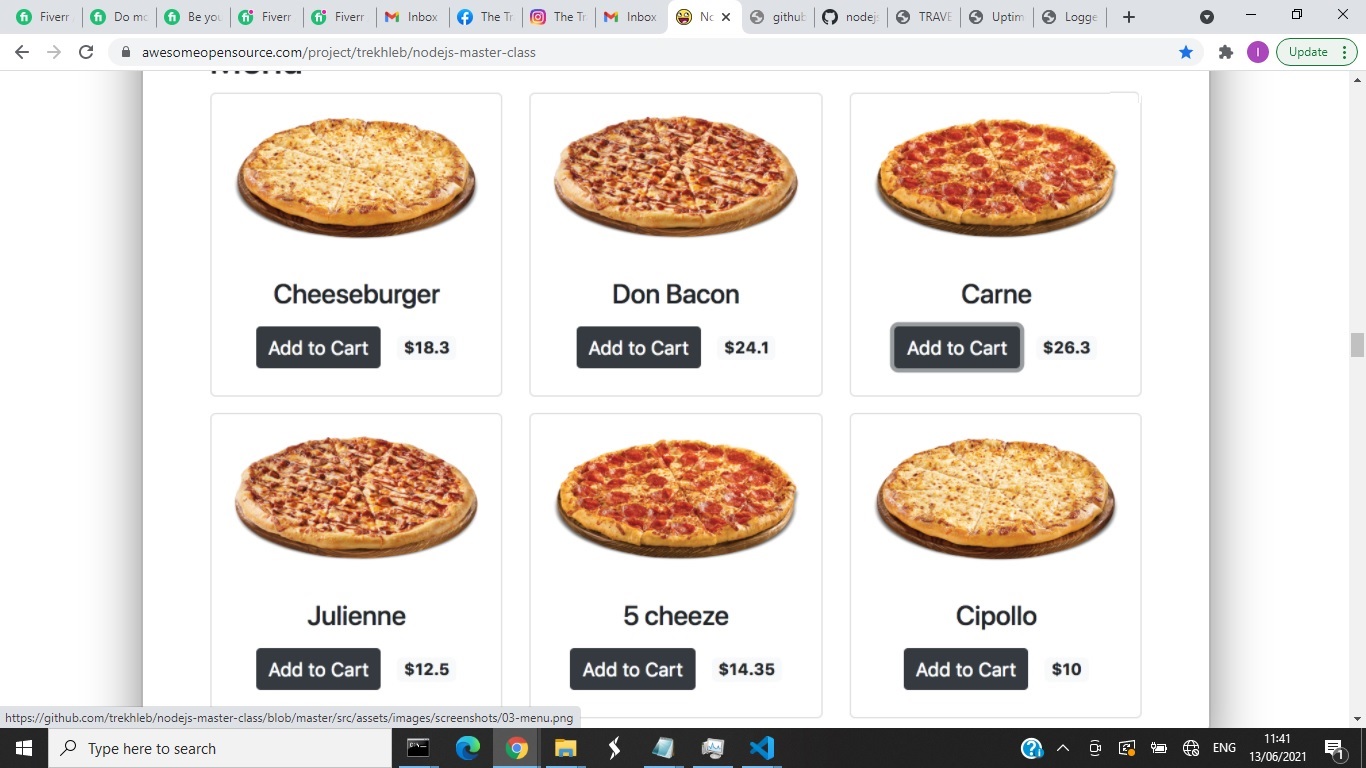 Fiverr
Do mo
Be you
Fiverr
Fiverr
Inbox
The Tr
The Tr
Inbox
No
github
nodejs
TRAVE
Uptim
Logge
awesomeopensource.com/project/trekhleb/nodejs-master-class
I
Update
Menu
Cheeseburger
Don Bacon
Carne
Add to Cart $18.3
Add to Cart $24.1
Add to Cart $26.3
Julienne
5 cheeze
Cipollo
Add to Cart $12.5
Add to Cart $14.35
Add to Cart $10
https://github.com/trekhleb/nodejs-master-class/blob/master/src/assets/images/screenshots/03-menu.png
Type here to search
ENG
11:41
13/06/2021
1